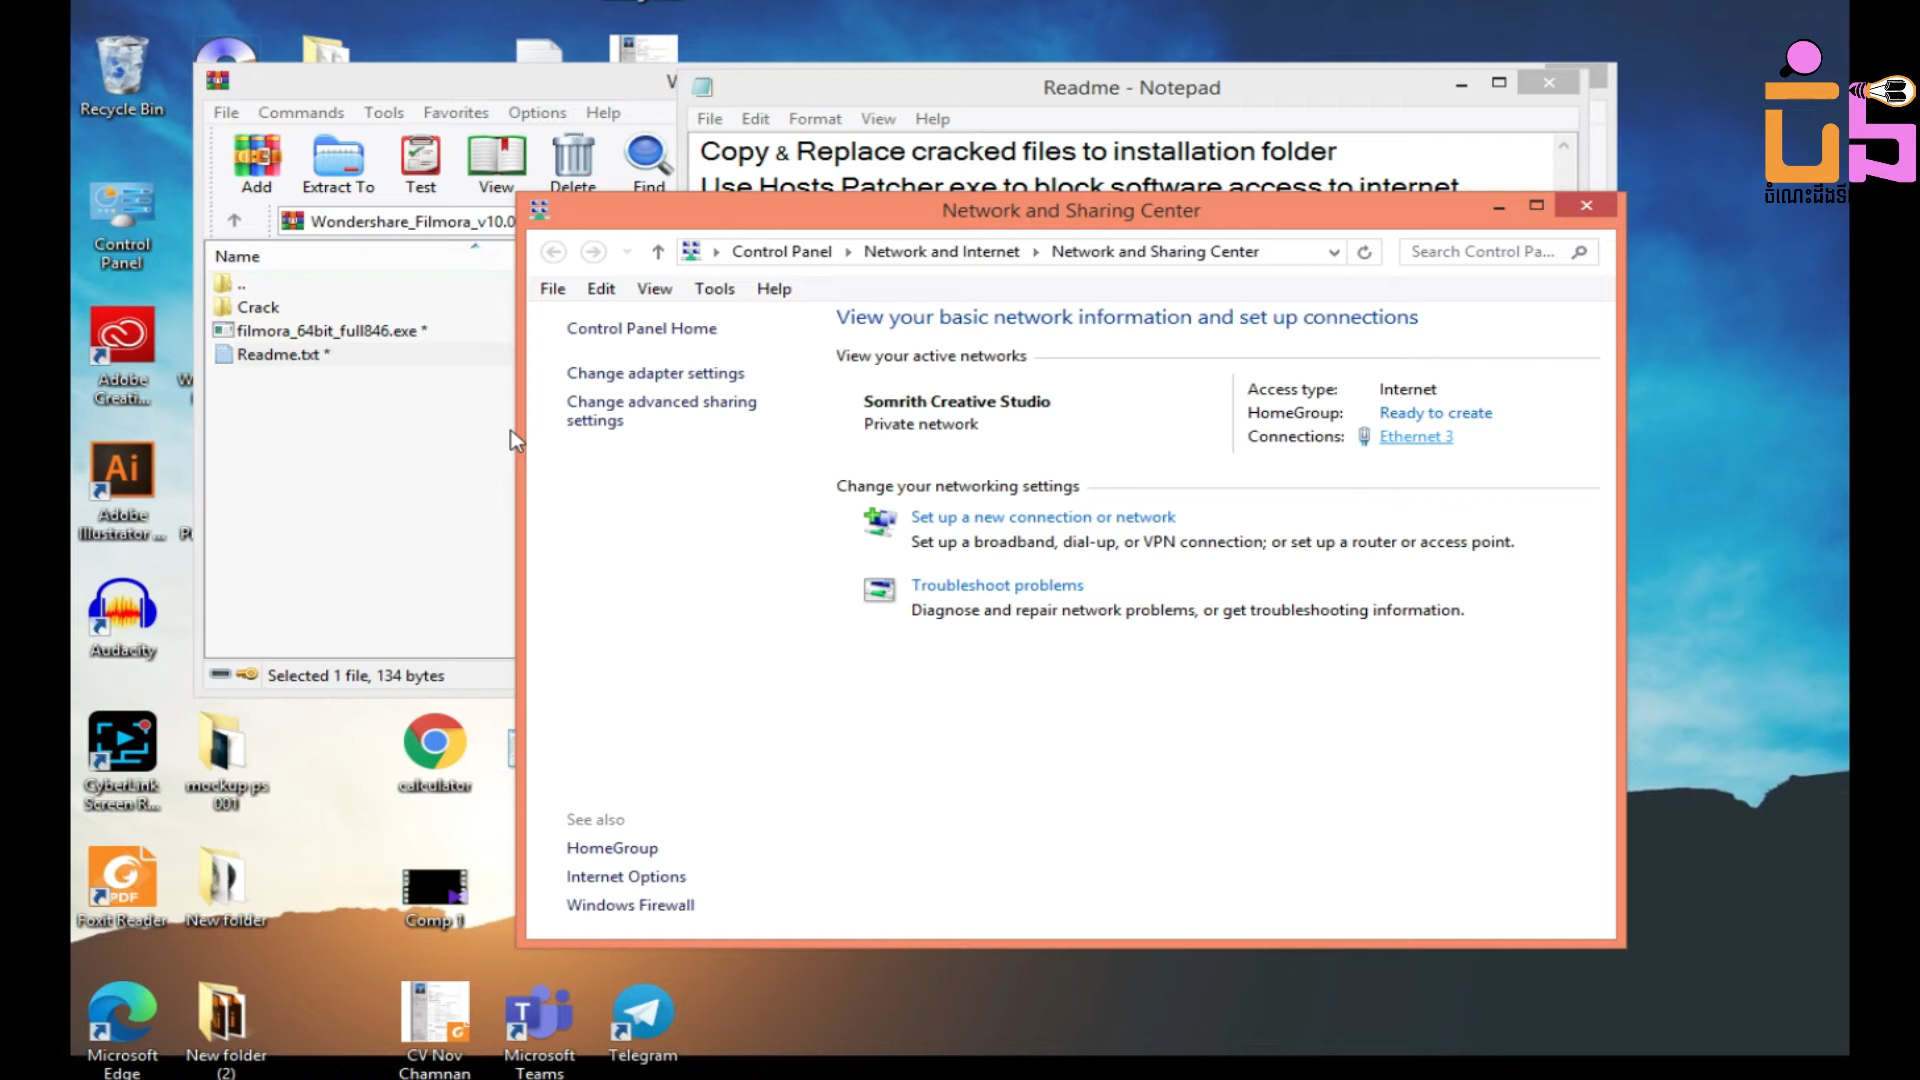 Recycle Bin
Control
Panel
Adobe
Creati...
Adobe
Illustrator ...
Audacity
CyberLink
Screen R...
mockup ps
001
calculator
Foxit Reader
New folder
Comp 1
Microsoft
Edge
New folder
(2)
CV Nov
Chamnan
Microsoft
Teams
Telegram
File Commands Tools Favorites Options Help
Add Extract To Test View Delete Find
Wondershare_Filmora_v10.0
Name
..
Crack
filmora_64bit_full846.exe *
Readme.txt *
Selected 1 file, 134 bytes
Readme - Notepad
File Edit Format View Help
Copy & Replace cracked files to installation folder
Use Hosts Patcher.exe to block software access to internet
Network and Sharing Center
Control Panel Network and Internet Network and Sharing Center
Search Control Pa...
File Edit View Tools Help
Control Panel Home
Change adapter settings
Change advanced sharing
settings
View your basic network information and set up connections
View your active networks
Somrith Creative Studio
Private network
Access type: Internet
HomeGroup: Ready to create
Connections: Ethernet 3
Change your networking settings
Set up a new connection or network
Set up a broadband, dial-up, or VPN connection; or set up a router or access point.
Troubleshoot problems
Diagnose and repair network problems, or get troubleshooting information.
See also
HomeGroup
Internet Options
Windows Firewall
PDF
Ai